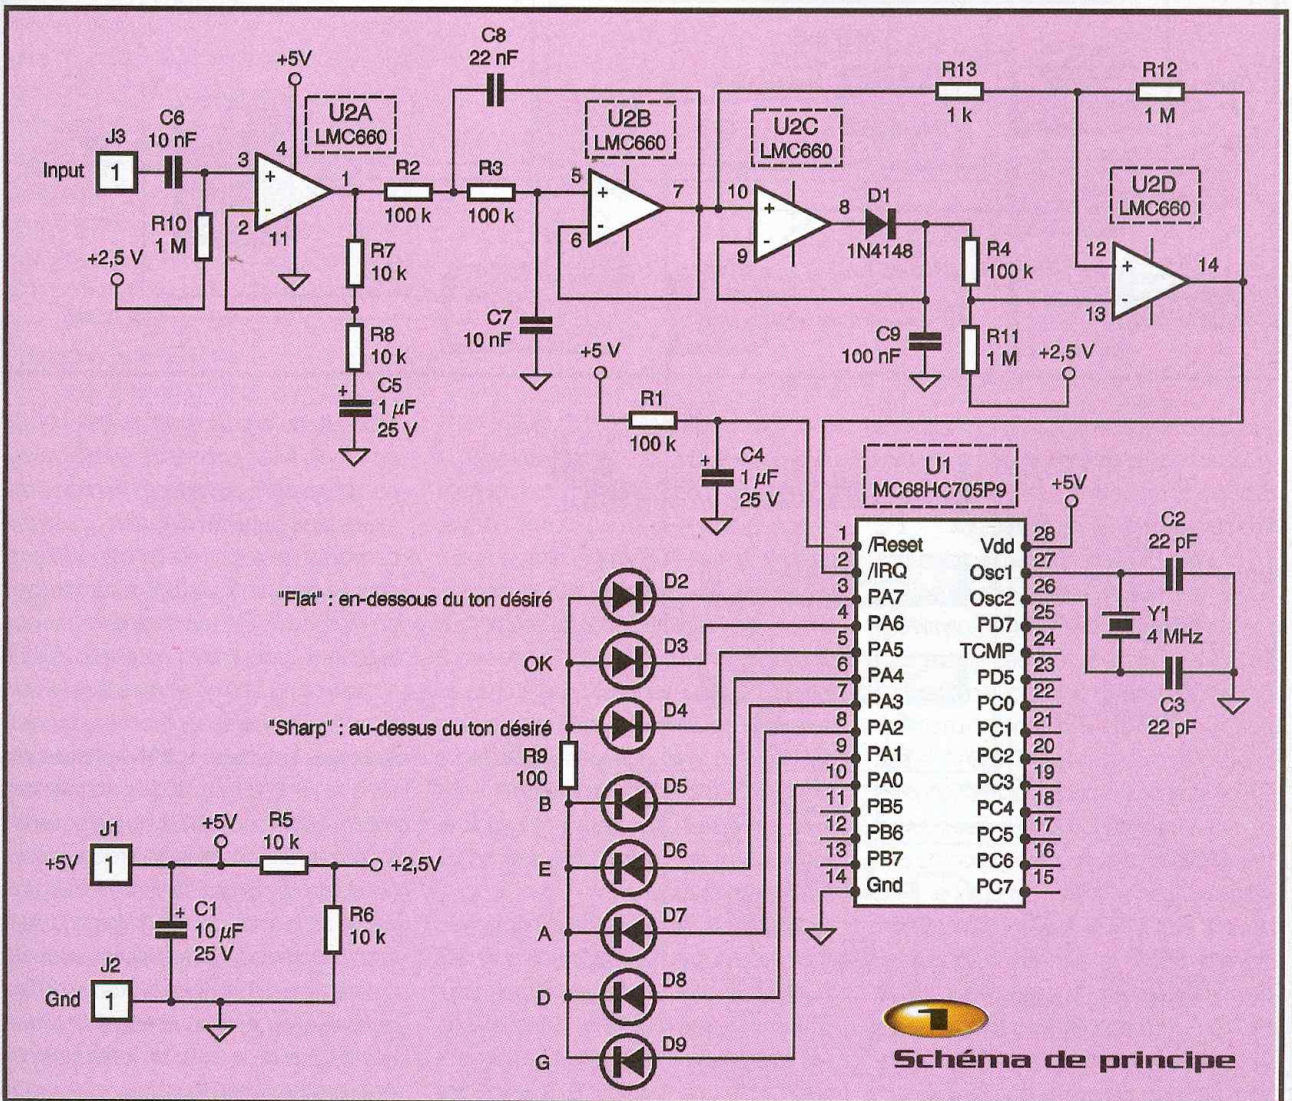 C8
22 nF
+5V
R13
1 k
R12
1 M
U2A
LMC660
U2B
LMC660
U2C
LMC660
C6
10 nF
J3
Input
1
3
+
4
-
2
11
1
R2
100 k
R3
100 k
5
+
6
-
7
10
+
9
-
8
D1
1N4148
U2D
LMC660
12
+
13
-
14
R10
1 M
+2,5 V
R7
10 k
R4
100 k
R8
10 k
C7
10 nF
C9
100 nF
R11
1 M
+2,5 V
+5 V
+
C5
1 µF
25 V
R1
100 k
+
C4
1 µF
25 V
U1
MC68HC705P9
+5V
C2
22 pF
1
/Reset
Vdd
28
2
/IRQ
Osc1
27
3
PA7
Osc2
26
4
PA6
PD7
25
5
PA5
TCMP
24
6
PA4
PD5
23
7
PA3
PC0
22
8
PA2
PC1
21
9
PA1
PC2
20
10
PA0
PC3
19
11
PB5
PC4
18
12
PB6
PC5
17
13
PB7
PC6
16
14
Gnd
PC7
15
Y1
4 MHz
C3
22 pF
"Flat" : en-dessous du ton désiré
D2
OK
D3
"Sharp" : au-dessus du ton désiré
D4
R9
100
B
D5
E
D6
A
D7
D
D8
G
D9
J1
+5V
1
+5V
R5
10 k
+2,5V
+
C1
10 µF
25 V
R6
10 k
J2
Gnd
1
1
Schéma de principe